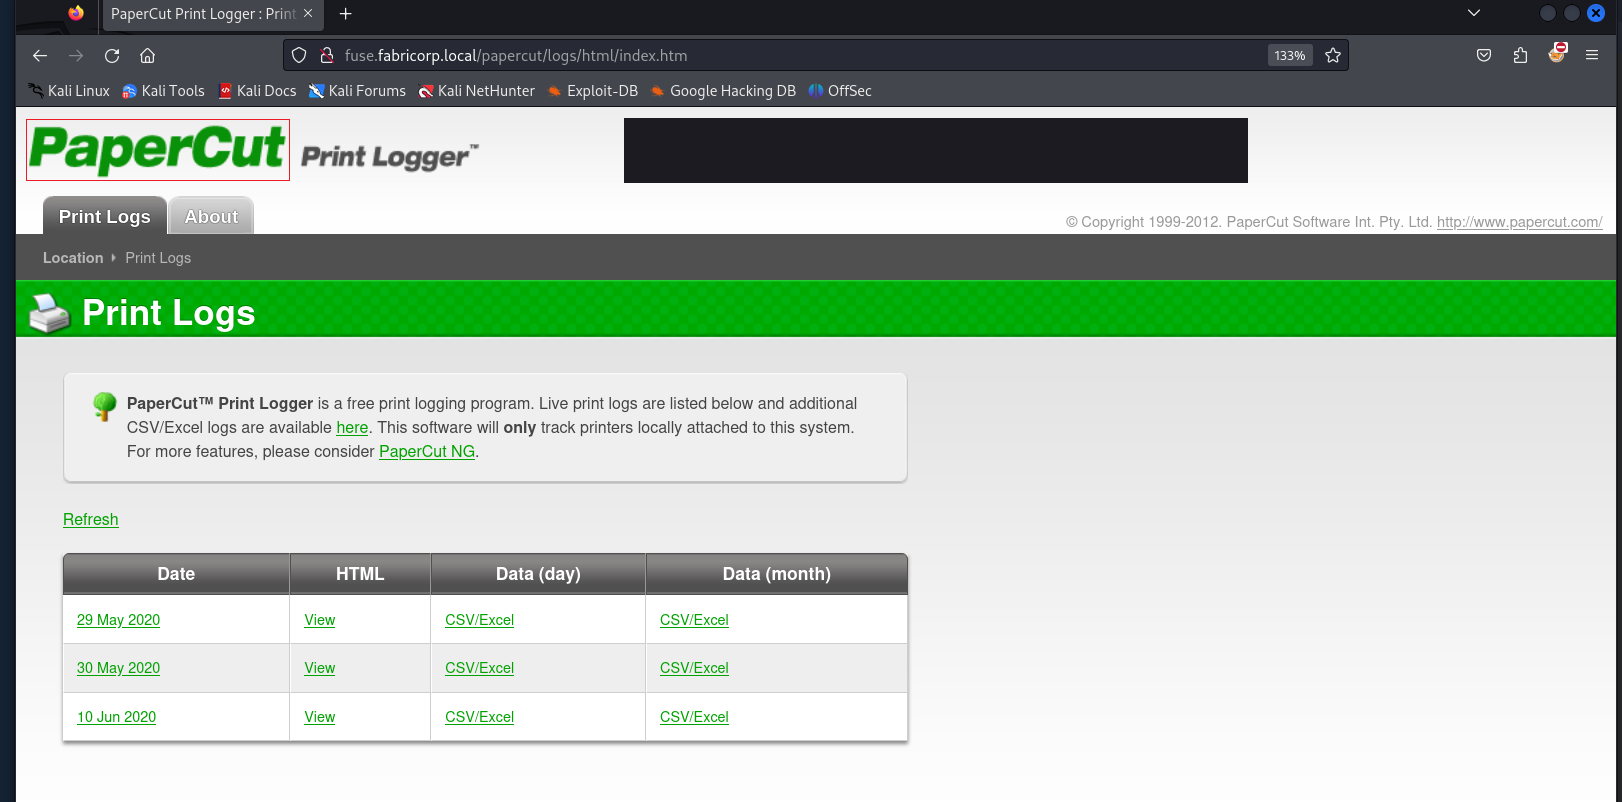 PaperCut Print Logger : Print
fuse.fabricorp.local/papercut/logs/html/index.htm 133%
Kali Linux Kali Tools Kali Docs Kali Forums Kali NetHunter Exploit-DB Google Hacking DB OffSec
PaperCut Print Logger™
Print Logs About
© Copyright 1999-2012. PaperCut Software Int. Pty. Ltd. http://www.papercut.com/
Location Print Logs
Print Logs
PaperCut™ Print Logger is a free print logging program. Live print logs are listed below and additional
CSV/Excel logs are available here. This software will only track printers locally attached to this system.
For more features, please consider PaperCut NG.
Refresh
Date HTML Data (day) Data (month)
29 May 2020 View CSV/Excel CSV/Excel
30 May 2020 View CSV/Excel CSV/Excel
10 Jun 2020 View CSV/Excel CSV/Excel